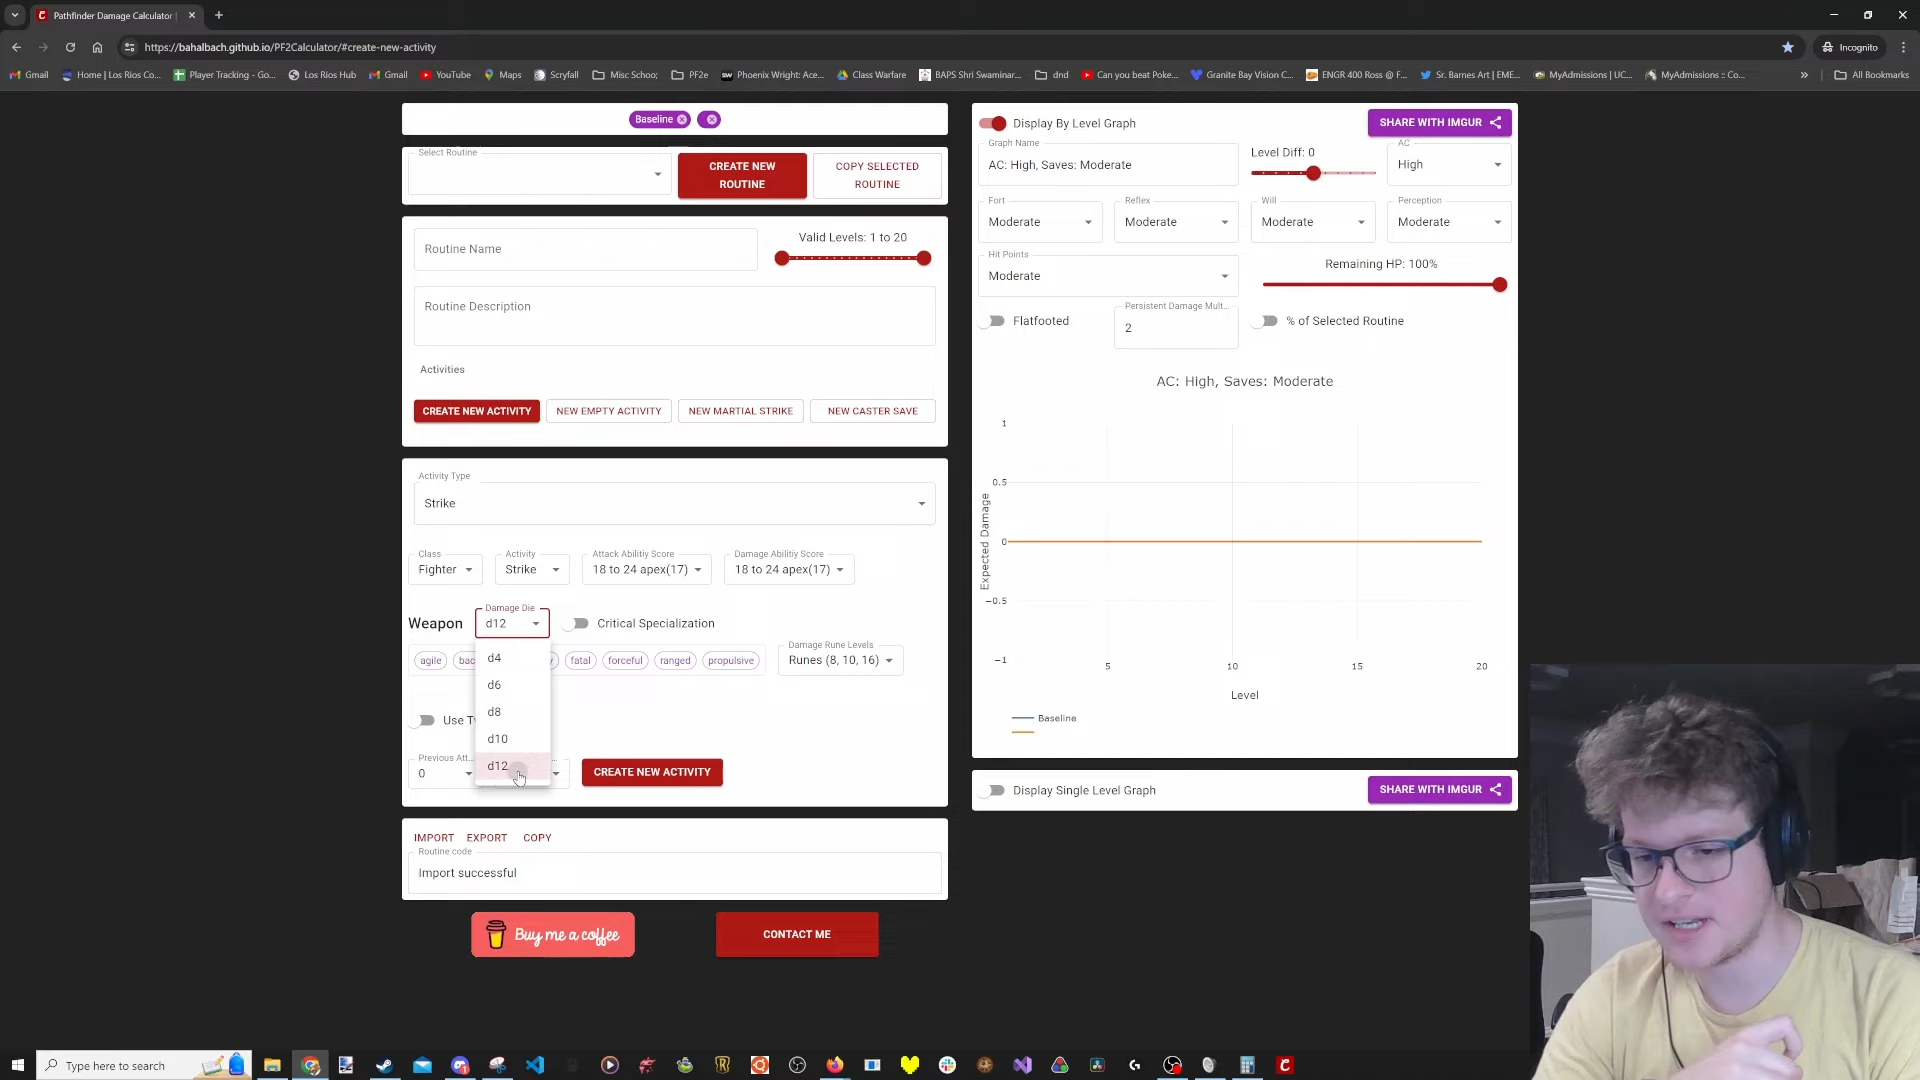 Pathfinder Damage Calculator |
https://bahalbach.github.io/PF2Calculator/#create-new-activity
Incognito
Gmail
Home | Los Rios Co...
Player Tracking - Go...
Los Rios Hub
Gmail
YouTube
Maps
Scryfall
Misc Schoo;
PF2e
Phoenix Wright: Ace...
Class Warfare
BAPS Shri Swaminar...
dnd
Can you beat Poke...
Granite Bay Vision C...
ENGR 400 Ross @ F...
Sr. Barnes Art | EME...
MyAdmissions :: UC...
MyAdmissions :: Co...
All Bookmarks
Baseline
Select Routine
CREATE NEW
ROUTINE
COPY SELECTED
ROUTINE
Routine Name
Valid Levels: 1 to 20
Routine Description
Activities
CREATE NEW ACTIVITY
NEW EMPTY ACTIVITY
NEW MARTIAL STRIKE
NEW CASTER SAVE
Activity Type
Strike
Class
Fighter
Activity
Strike
Attack Abilitiy Score
18 to 24 apex(17)
Damage Abilitiy Score
18 to 24 apex(17)
Weapon
Damage Die
d12
Critical Specialization
d4
d6
d8
d10
d12
agile
bac
y
fatal
forceful
ranged
propulsive
Damage Rune Levels
Runes (8, 10, 16)
Use T
Previous Att...
0
CREATE NEW ACTIVITY
IMPORT
EXPORT
COPY
Routine code
Import successful
Buy me a coffee
CONTACT ME
Display By Level Graph
SHARE WITH IMGUR
Graph Name
AC: High, Saves: Moderate
Level Diff: 0
AC
High
Fort
Moderate
Reflex
Moderate
Will
Moderate
Perception
Moderate
Hit Points
Moderate
Remaining HP: 100%
Flatfooted
Persistent Damage Mult...
2
% of Selected Routine
AC: High, Saves: Moderate
Expected Damage
1
0.5
0
−0.5
−1
5
10
15
20
Level
Baseline
Display Single Level Graph
SHARE WITH IMGUR
Type here to search